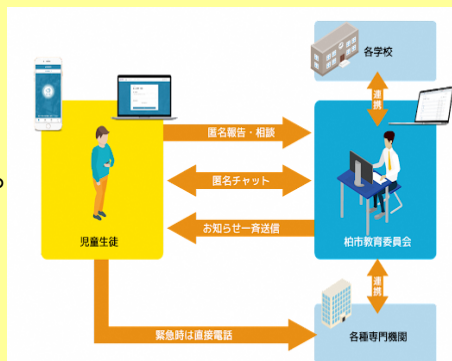 各学校
連携
匿名報告・相談
匿名チャット
お知らせ一斉送信
児童生徒
柏市教育委員会
連携
緊急時は直接電話
各種専門機関